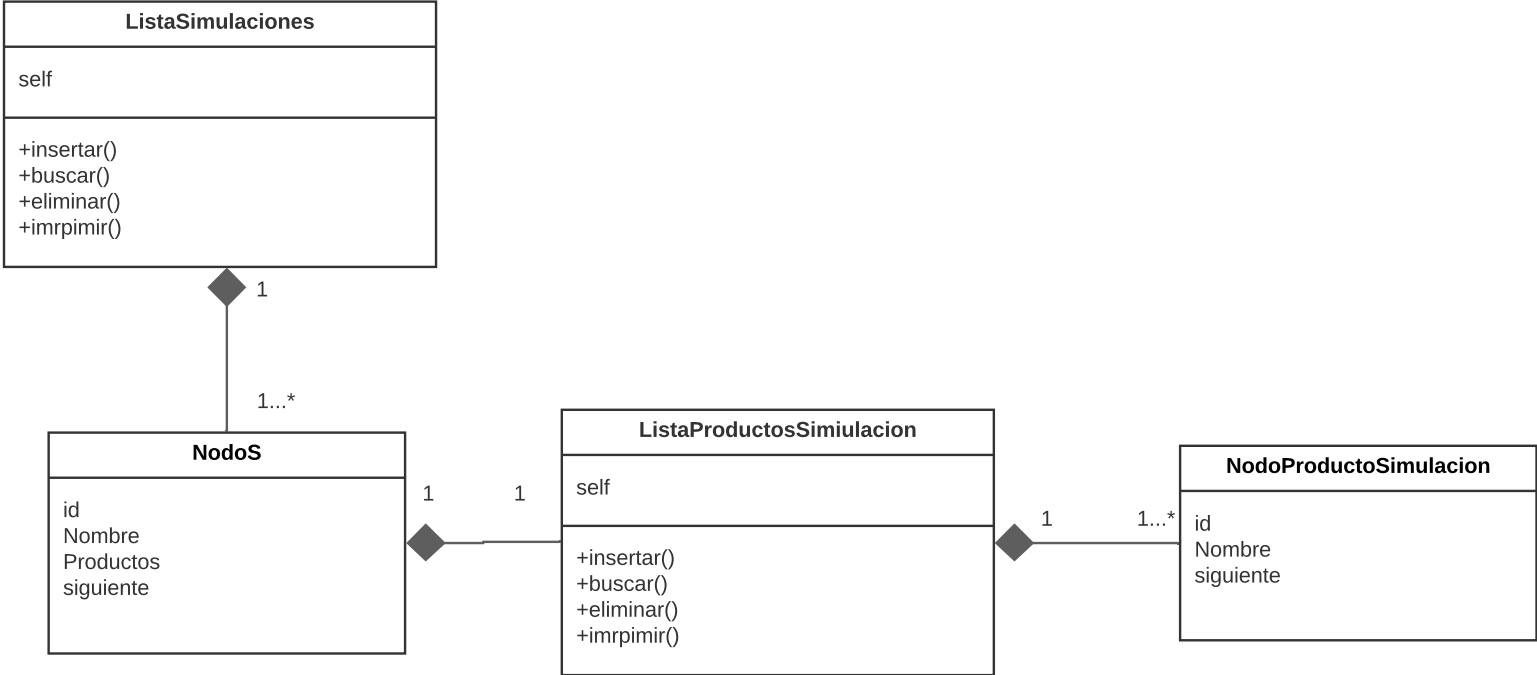 ListaSimulaciones
self
+insertar()
+buscar()
+eliminar()
+imrpimir()
1
1...*
NodoS
id
Nombre
Productos
siguiente
1
1
ListaProductosSimiulacion
self
+insertar()
+buscar()
+eliminar()
+imrpimir()
1
1...*
NodoProductoSimulacion
id
Nombre
siguiente